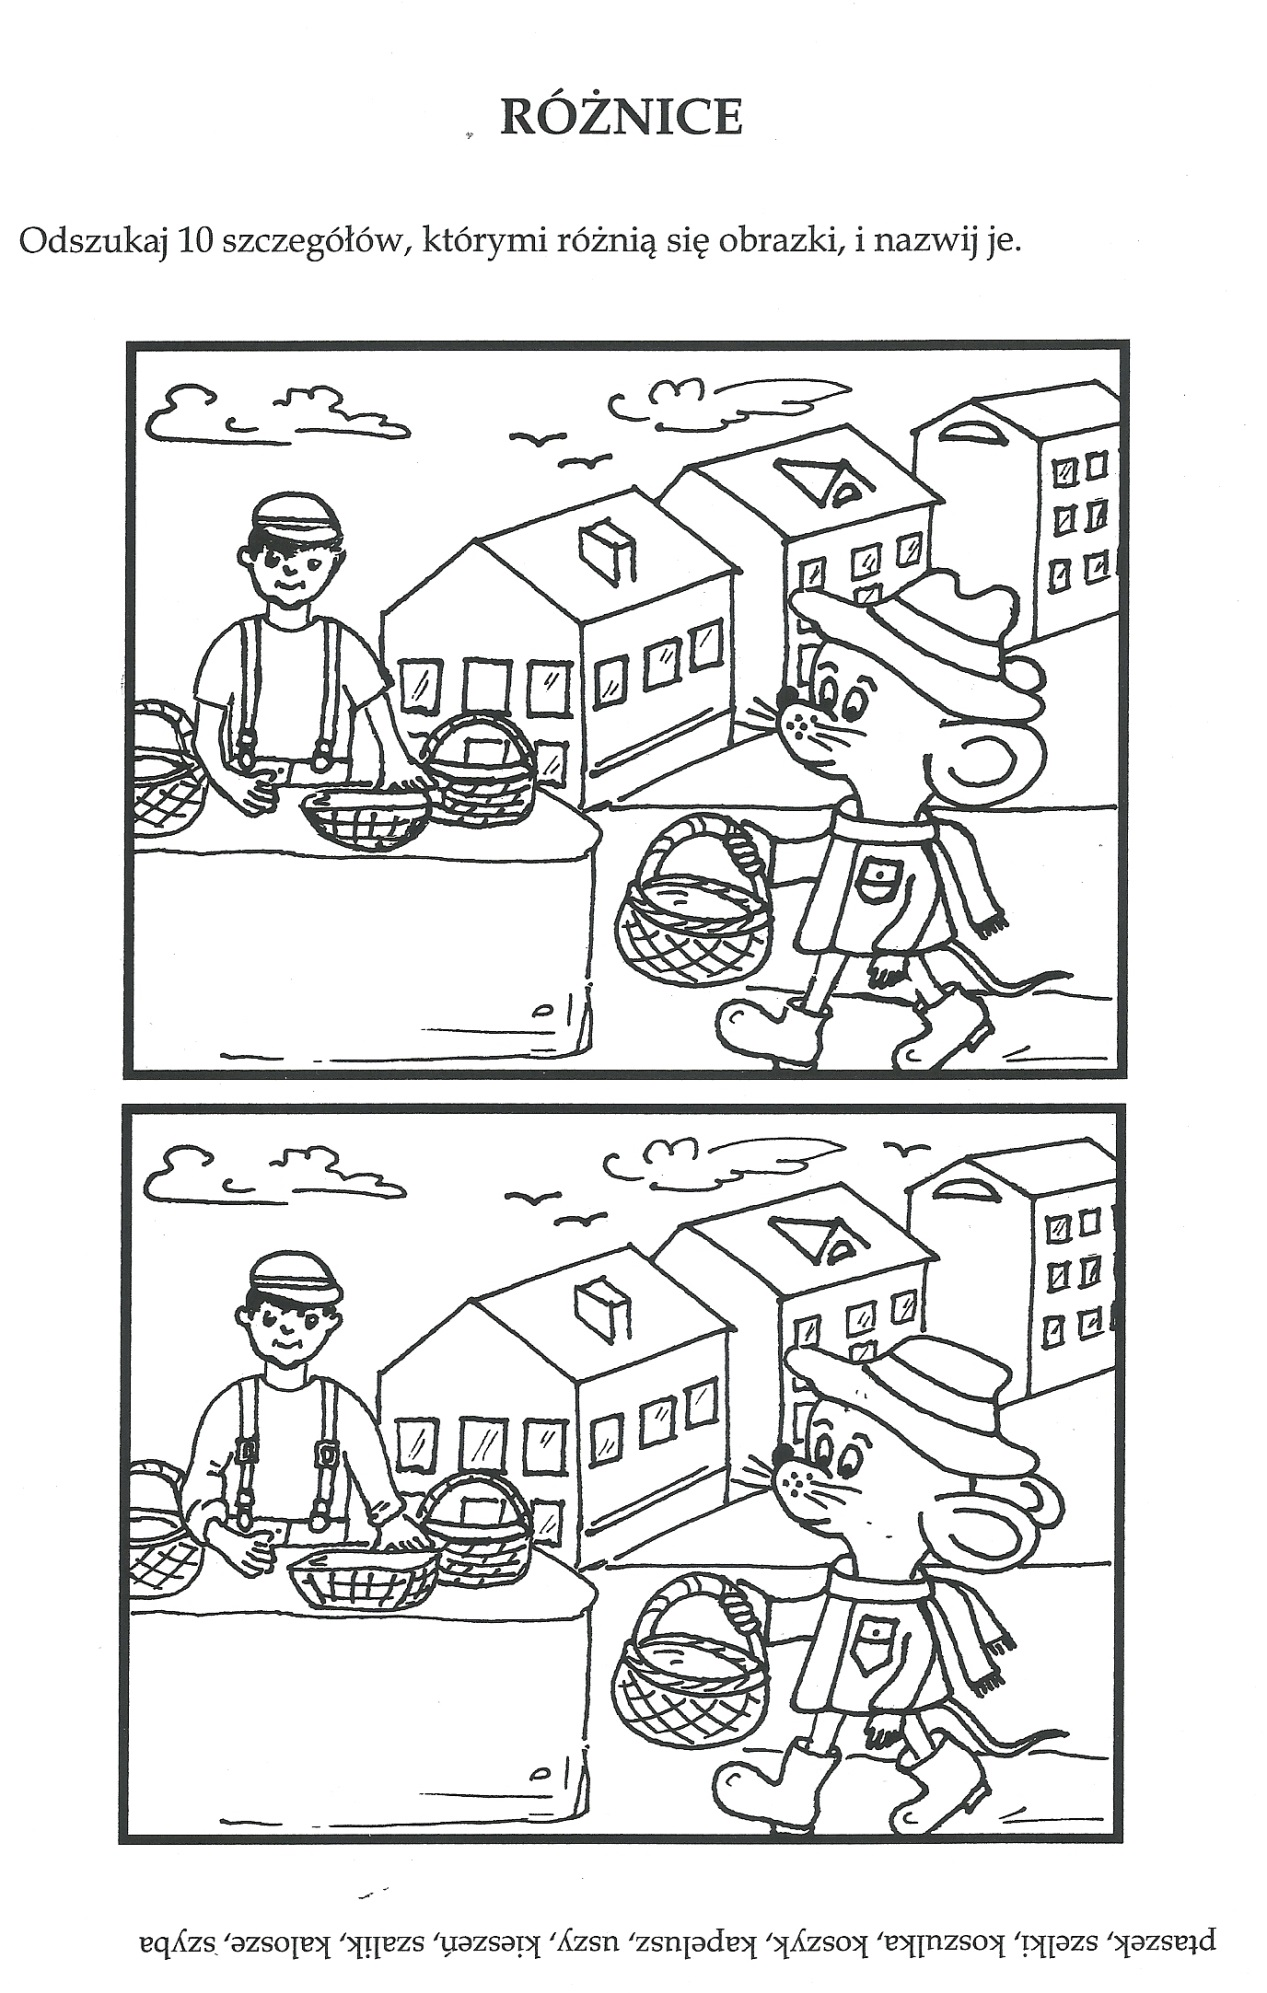 RÓŻNICE
Odszukaj 10 szczegółów, którymi różnią się obrazki, i nazwij je.
ptaszek, szelki, koszulka, koszyk, kapelusz, uszy, kieszeń, szalik, kalosze, szyba